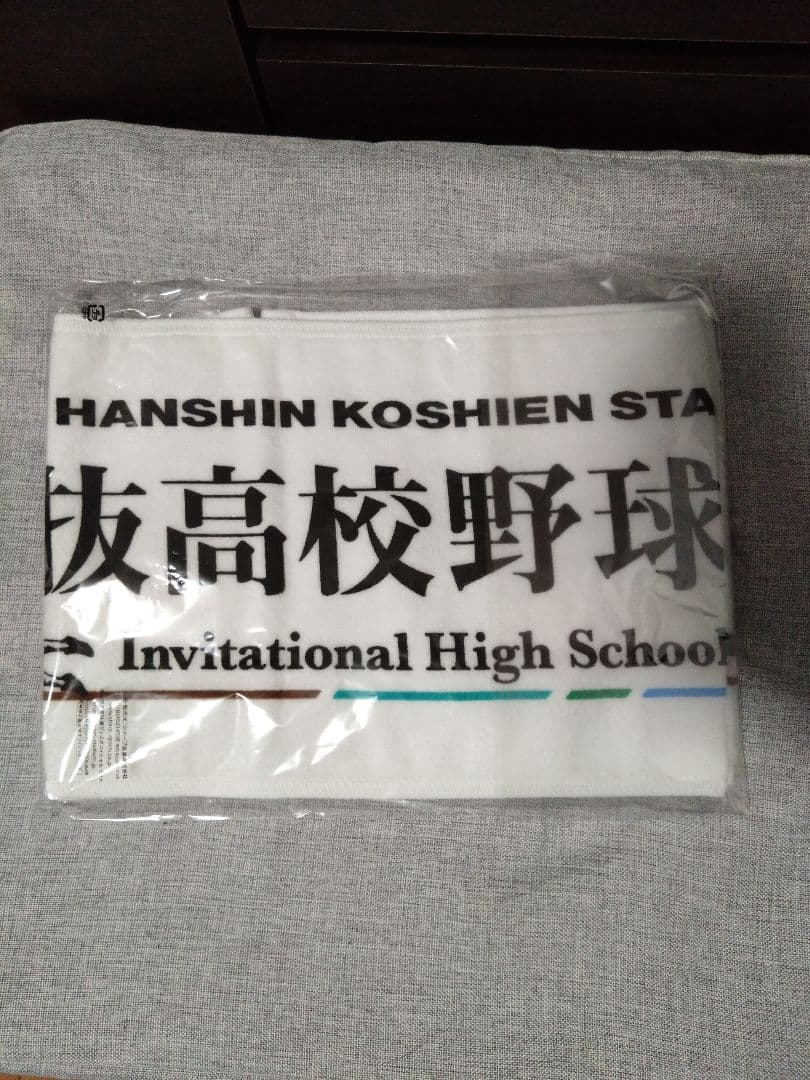 HANSHIN KOSHIEN STA
抜高校野球
Invitational High School